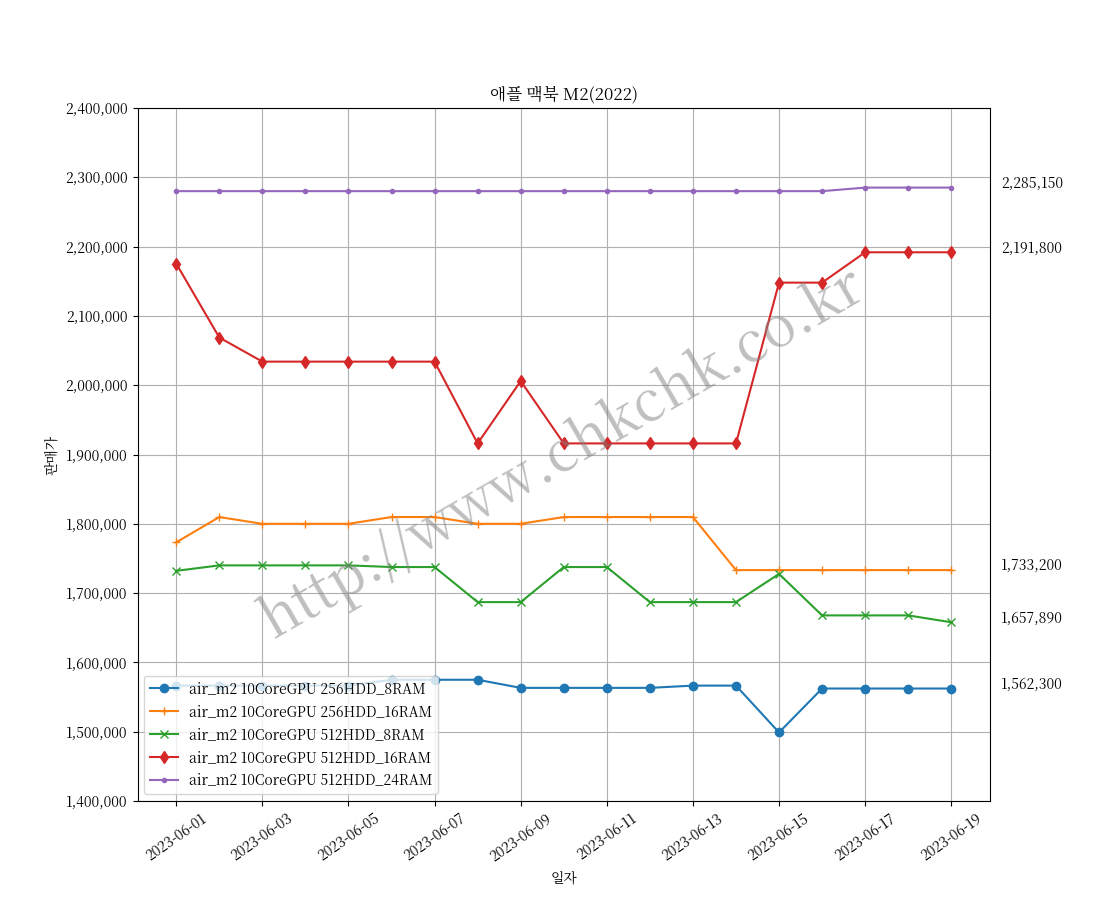 애플 맥북 M2(2022)
2,400,000
2,300,000
2,200,000
2,100,000
2,000,000
1,900,000
1,800,000
1,700,000
1,600,000
1,500,000
1,400,000
판매가
2,285,150
2,191,800
1,733,200
1,657,890
1,562,300
http://www.chkchk.co.kr
air_m2 10CoreGPU 256HDD_8RAM
air_m2 10CoreGPU 256HDD_16RAM
air_m2 10CoreGPU 512HDD_8RAM
air_m2 10CoreGPU 512HDD_16RAM
air_m2 10CoreGPU 512HDD_24RAM
2023-06-01
2023-06-03
2023-06-05
2023-06-07
2023-06-09
2023-06-11
2023-06-13
2023-06-15
2023-06-17
2023-06-19
일자